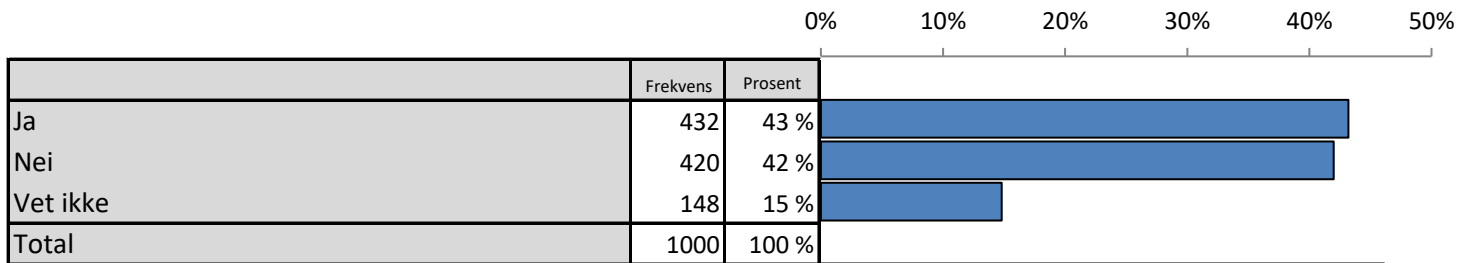 0% 10% 20% 30% 40% 50%
Frekvens Prosent
Ja 432 43 %
Nei 420 42 %
Vet ikke 148 15 %
Total 1000 100 %